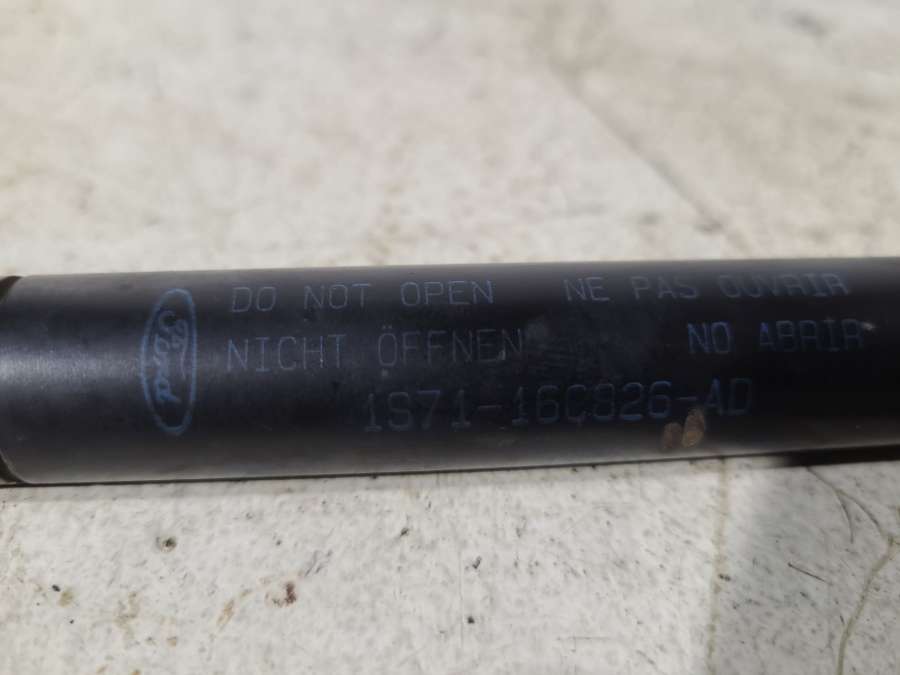 Ford
DO NOT OPEN NE PAS OUVRIR
NICHT ÖFFNEN NO ABRIR
1S71-16C826-AD